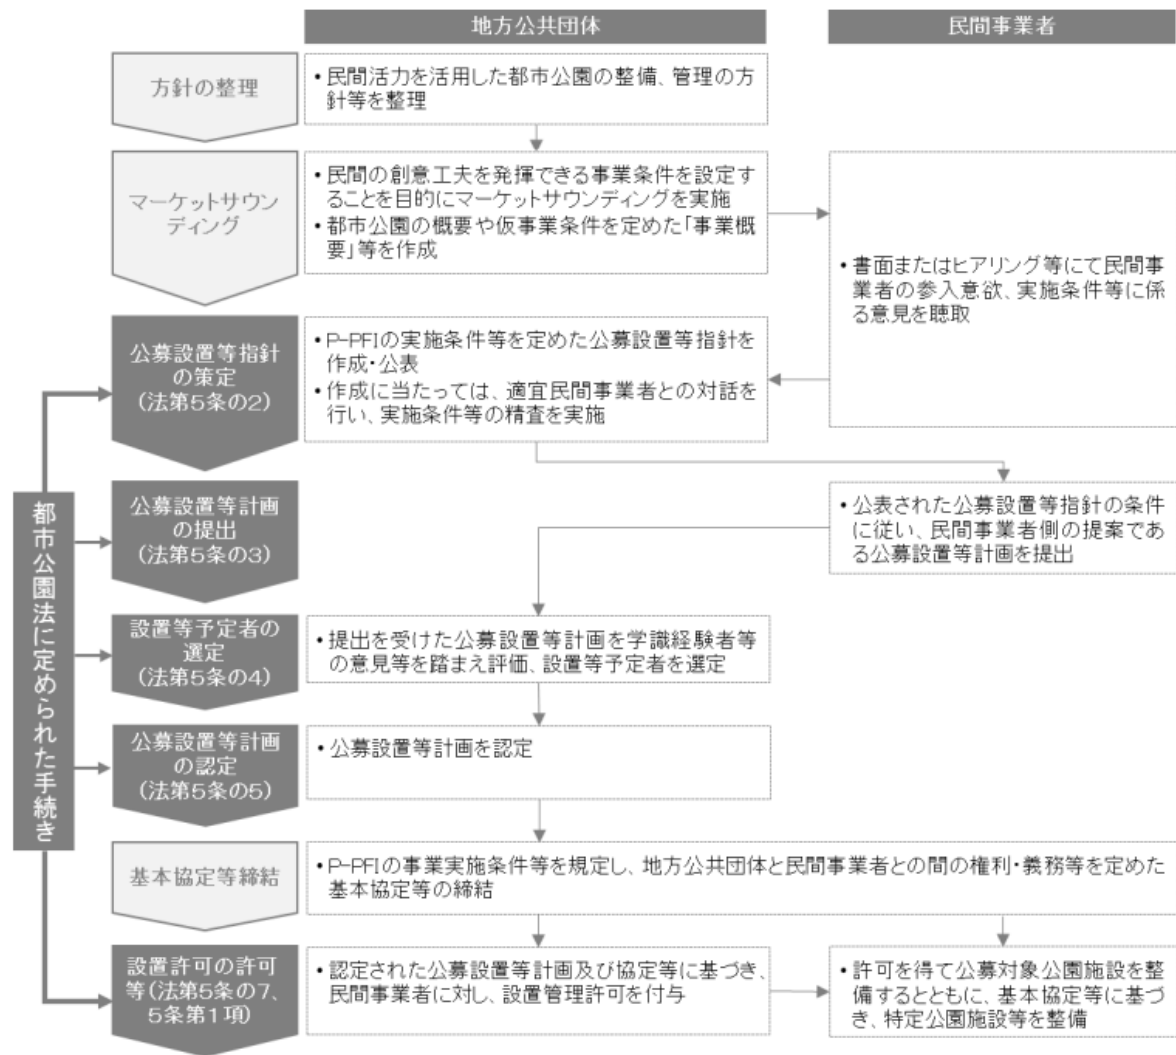 地方公共団体
民間事業者
方針の整理
• 民間活力を活用した都市公園の整備、管理の方
針等を整理
マーケットサウン
ディング
• 民間の創意工夫を発揮できる事業条件を設定す
ることを目的にマーケットサウンディングを実施
• 都市公園の概要や仮事業条件を定めた「事業概
要」等を作成
• 書面またはヒアリング等にて民間事
業者の参入意欲、実施条件等に係
る意見を聴取
公募設置等指針
の策定
(法第5条の2)
• P-PFIの実施条件等を定めた公募設置等指針を
作成・公表
• 作成に当たっては、適宜民間事業者との対話を
行い、実施条件等の精査を実施
都市公園法に定められた手続き
公募設置等計画
の提出
(法第5条の3)
• 公表された公募設置等指針の条件
に従い、民間事業者側の提案であ
る公募設置等計画を提出
設置等予定者の
選定
(法第5条の4)
• 提出を受けた公募設置等計画を学識経験者等
の意見等を踏まえ評価、設置等予定者を選定
公募設置等計画
の認定
(法第5条の5)
• 公募設置等計画を認定
基本協定等締結
• P-PFIの事業実施条件等を規定し、地方公共団体と民間事業者との間の権利・義務等を定めた
基本協定等の締結
設置許可の許可
等(法第5条の7、
5条第1項)
• 認定された公募設置等計画及び協定等に基づき、
民間事業者に対し、設置管理許可を付与
• 許可を得て公募対象公園施設を整
備するとともに、基本協定等に基づ
き、特定公園施設等を整備